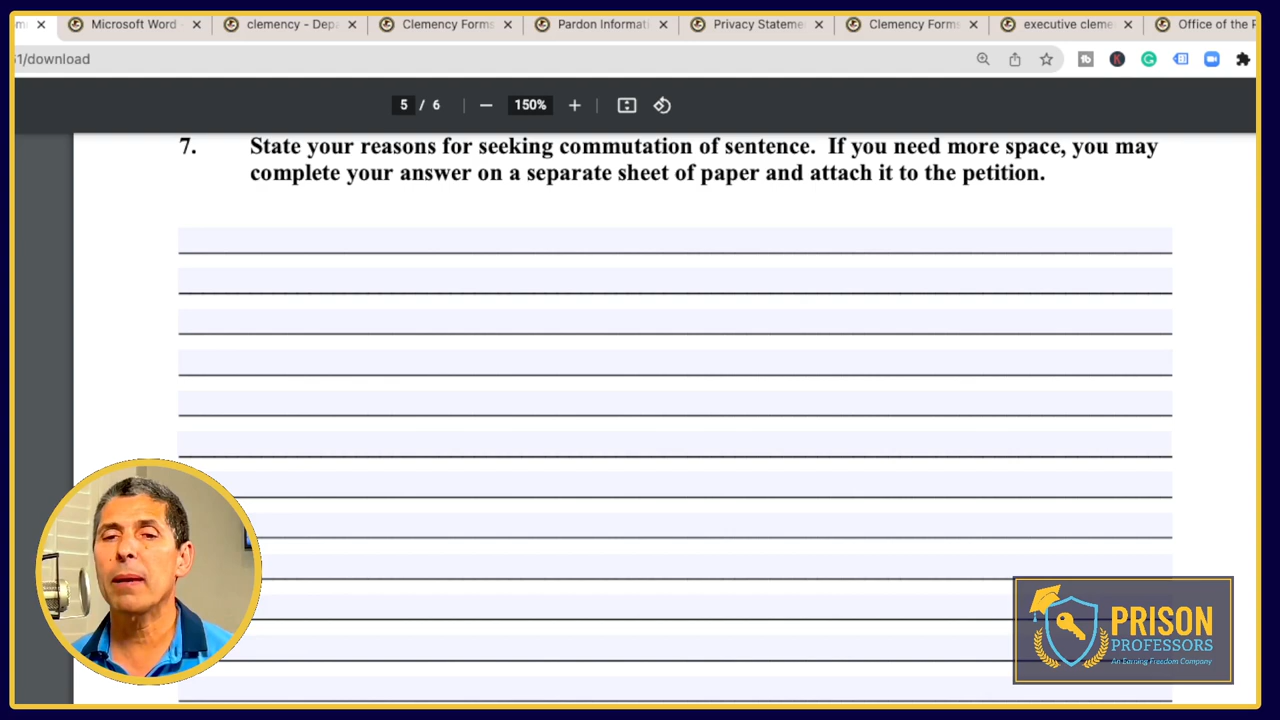 Microsoft Word -
clemency - Depa
Clemency Forms
Pardon Informati
Privacy Stateme
Clemency Forms
executive cleme
Office of the P
/download
5 / 6
150%
7. State your reasons for seeking commutation of sentence. If you need more space, you may
complete your answer on a separate sheet of paper and attach it to the petition.
PRISON
PROFESSORS
An Earning Freedom Company